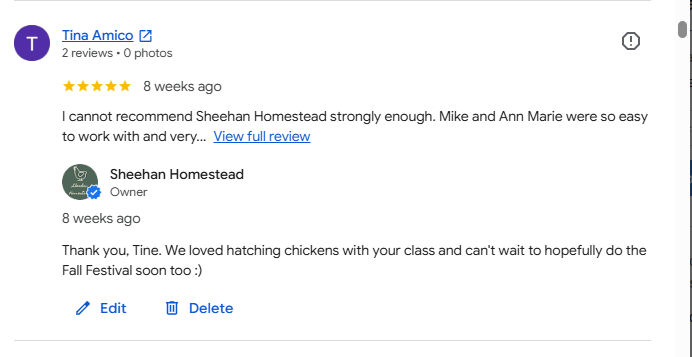 T
Tina Amico
2 reviews • 0 photos
8 weeks ago
I cannot recommend Sheehan Homestead strongly enough. Mike and Ann Marie were so easy
to work with and very... View full review
Sheehan Homestead
Owner
8 weeks ago
Thank you, Tine. We loved hatching chickens with your class and can't wait to hopefully do the
Fall Festival soon too :)
Edit Delete